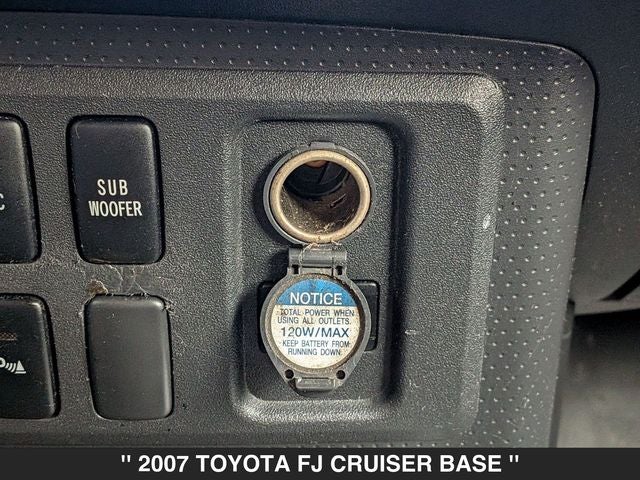 C
SUB
WOOFER
NOTICE
TOTAL POWER WHEN
USING ALL OUTLETS.
120W/MAX
KEEP BATTERY FROM
RUNNING DOWN.
P
" 2007 TOYOTA FJ CRUISER BASE "